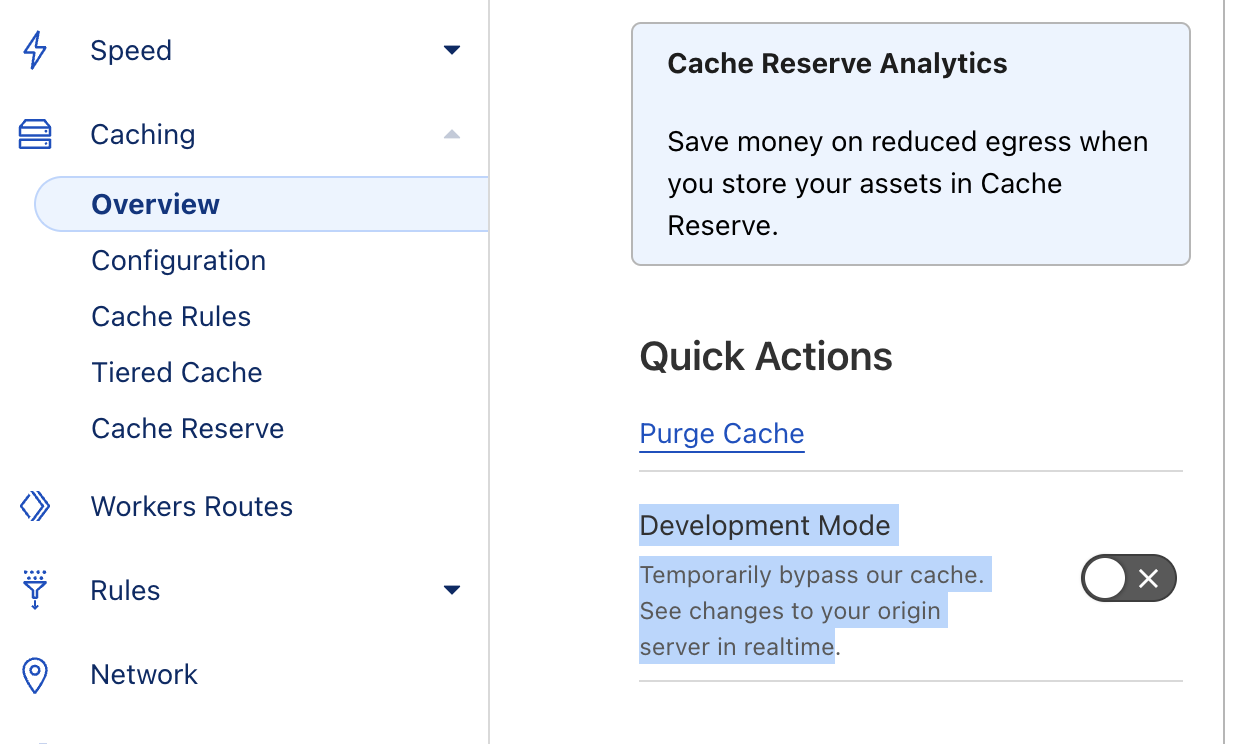 Speed
Caching
Overview
Configuration
Cache Rules
Tiered Cache
Cache Reserve
Workers Routes
Rules
Network
Cache Reserve Analytics
Save money on reduced egress when
you store your assets in Cache
Reserve.
Quick Actions
Purge Cache
Development Mode
Temporarily bypass our cache.
See changes to your origin
server in realtime.